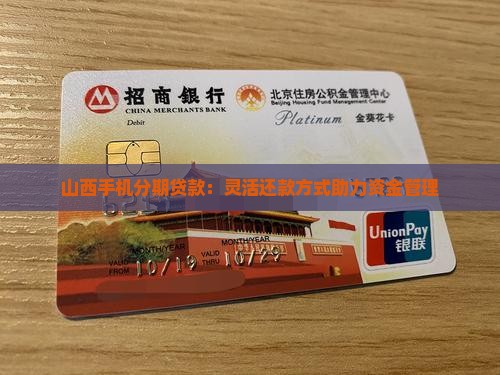 招商银行
CHINA MERCHANTS BANK
Debit
北京住房公积金管理中心
Beijing Housing Fund Management Center
Platinum 金葵花卡
山西手机分期贷款：灵活还款方式助力资金管理
MONTH/YEAR MONTH/YEAR
VALID FROM 10/19 VALID THRU 10/29
UnionPay
银联